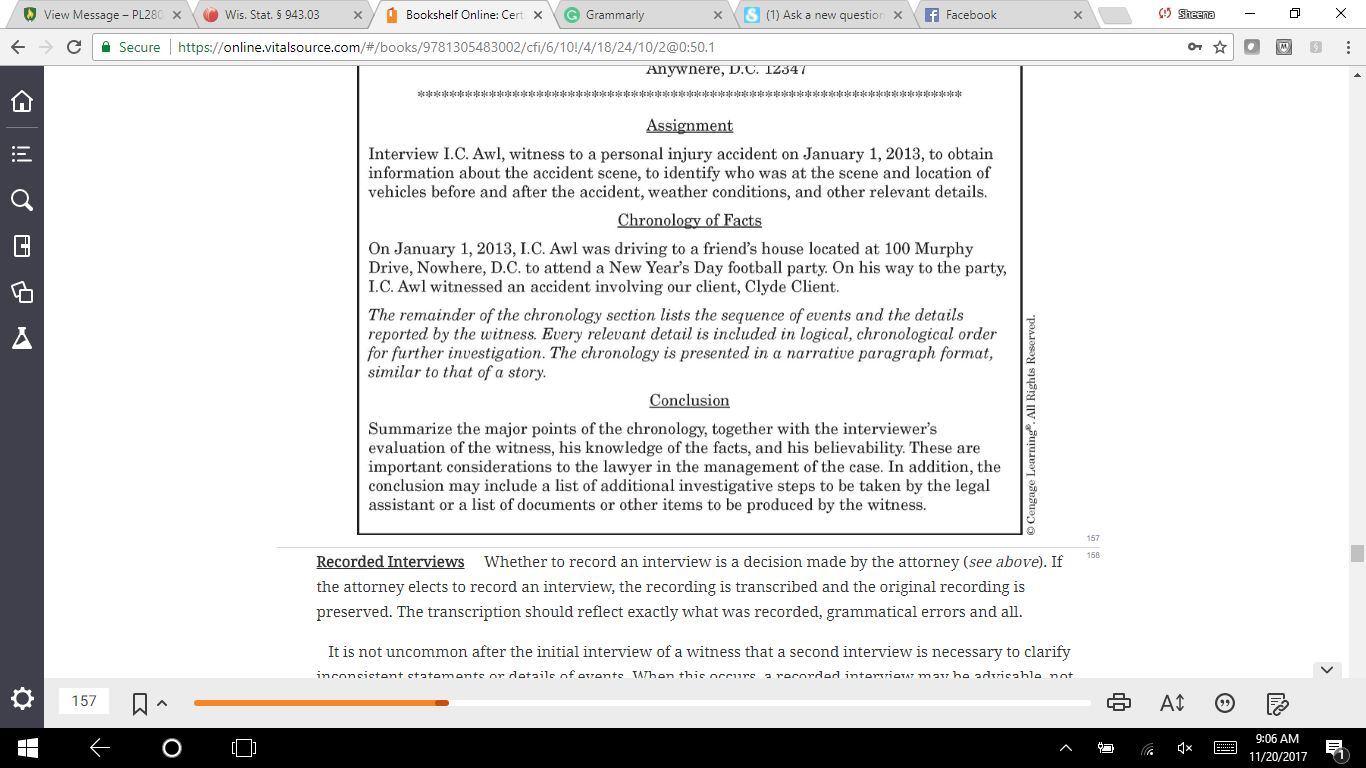 View Message – PL280
Wis. Stat. § 943.03
Bookshelf Online: Cert
Grammarly
(1) Ask a new question
Facebook
Sheena
Secure
https://online.vitalsource.com/#/books/9781305483002/cfi/6/10!/4/18/24/10/2@0:50.1
Anywhere, D.C. 12347
Assignment
Interview I.C. Awl, witness to a personal injury accident on January 1, 2013, to obtain
information about the accident scene, to identify who was at the scene and location of
vehicles before and after the accident, weather conditions, and other relevant details.
Chronology of Facts
On January 1, 2013, I.C. Awl was driving to a friend's house located at 100 Murphy
Drive, Nowhere, D.C. to attend a New Year's Day football party. On his way to the party,
I.C. Awl witnessed an accident involving our client, Clyde Client.
The remainder of the chronology section lists the sequence of events and the details
reported by the witness. Every relevant detail is included in logical, chronological order
for further investigation. The chronology is presented in a narrative paragraph format,
similar to that of a story.
Conclusion
Summarize the major points of the chronology, together with the interviewer's
evaluation of the witness, his knowledge of the facts, and his believability. These are
important considerations to the lawyer in the management of the case. In addition, the
conclusion may include a list of additional investigative steps to be taken by the legal
assistant or a list of documents or other items to be produced by the witness.
© Cengage Learning®. All Rights Reserved.
157
158
Recorded Interviews Whether to record an interview is a decision made by the attorney (see above). If
the attorney elects to record an interview, the recording is transcribed and the original recording is
preserved. The transcription should reflect exactly what was recorded, grammatical errors and all.
It is not uncommon after the initial interview of a witness that a second interview is necessary to clarify
inconsistent statements or details of events. When this occurs, a recorded interview may be advisable, not
157
9:06 AM
11/20/2017
1